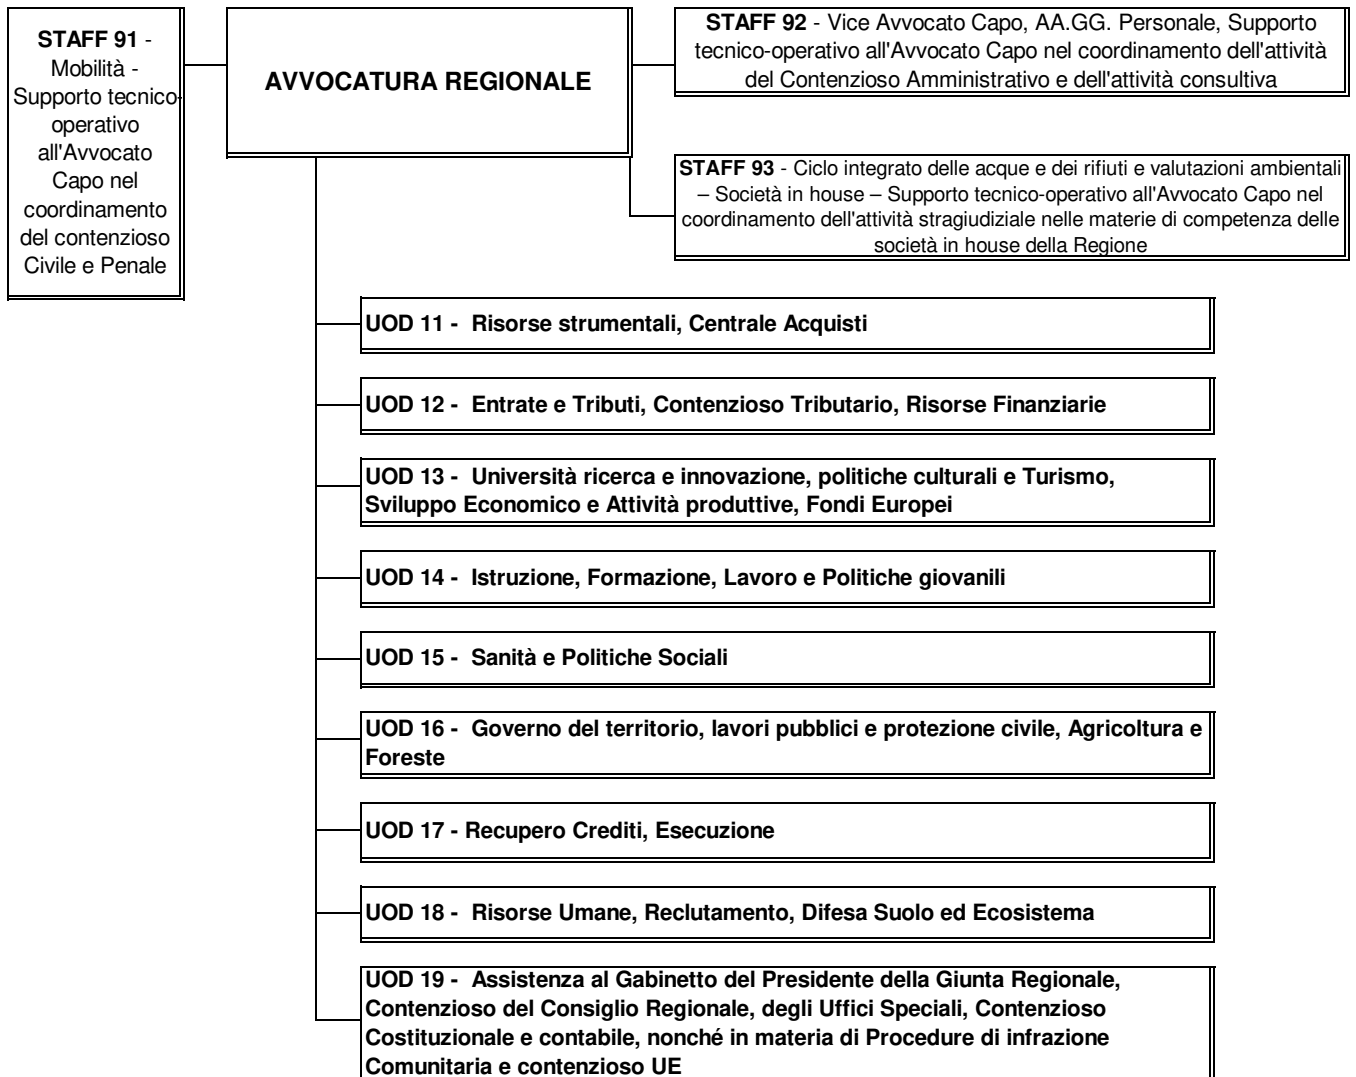 STAFF 91 -
Mobilità -
Supporto tecnico-
operativo
all'Avvocato
Capo nel
coordinamento
del contenzioso
Civile e Penale
AVVOCATURA REGIONALE
STAFF 92 - Vice Avvocato Capo, AA.GG. Personale, Supporto
tecnico-operativo all'Avvocato Capo nel coordinamento dell'attività
del Contenzioso Amministrativo e dell'attività consultiva
STAFF 93 - Ciclo integrato delle acque e dei rifiuti e valutazioni ambientali
– Società in house – Supporto tecnico-operativo all'Avvocato Capo nel
coordinamento dell'attività stragiudiziale nelle materie di competenza delle
società in house della Regione
UOD 11 - Risorse strumentali, Centrale Acquisti
UOD 12 - Entrate e Tributi, Contenzioso Tributario, Risorse Finanziarie
UOD 13 - Università ricerca e innovazione, politiche culturali e Turismo,
Sviluppo Economico e Attività produttive, Fondi Europei
UOD 14 - Istruzione, Formazione, Lavoro e Politiche giovanili
UOD 15 - Sanità e Politiche Sociali
UOD 16 - Governo del territorio, lavori pubblici e protezione civile, Agricoltura e
Foreste
UOD 17 - Recupero Crediti, Esecuzione
UOD 18 - Risorse Umane, Reclutamento, Difesa Suolo ed Ecosistema
UOD 19 - Assistenza al Gabinetto del Presidente della Giunta Regionale,
Contenzioso del Consiglio Regionale, degli Uffici Speciali, Contenzioso
Costituzionale e contabile, nonché in materia di Procedure di infrazione
Comunitaria e contenzioso UE